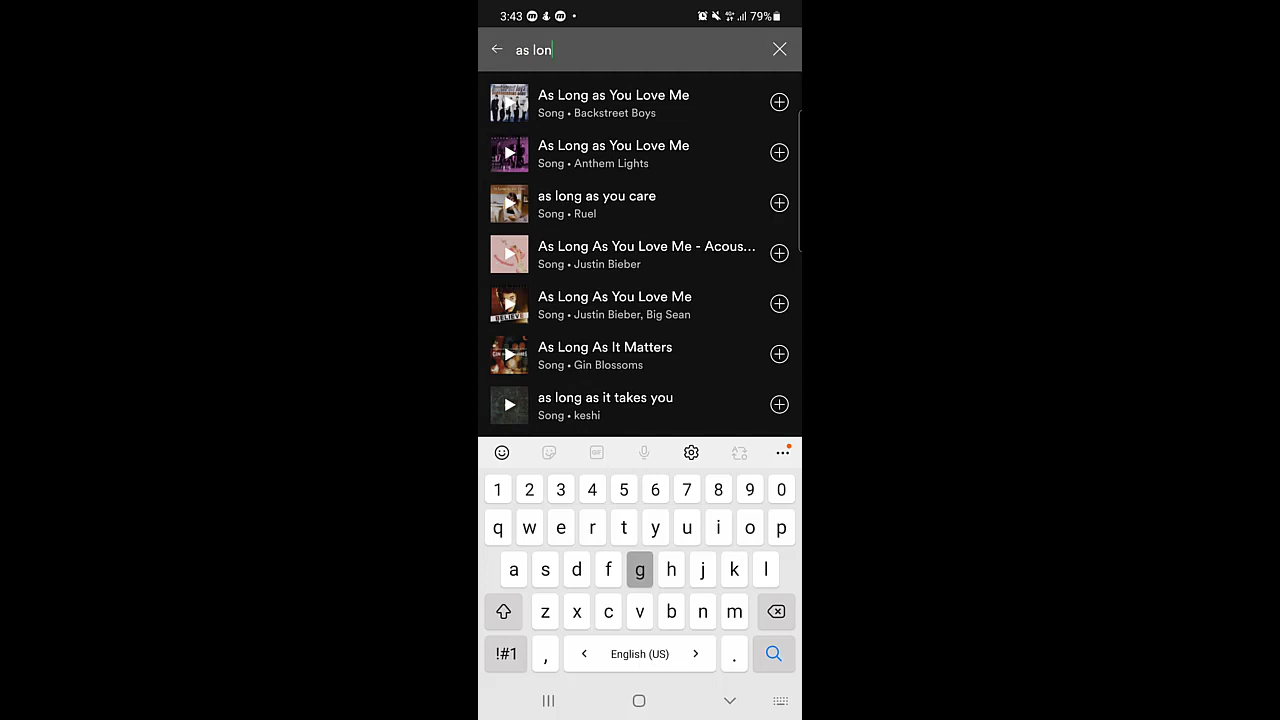 3:43 79%
as lon
As Long as You Love Me
Song • Backstreet Boys
As Long as You Love Me
Song • Anthem Lights
as long as you care
Song • Ruel
As Long As You Love Me - Acous...
Song • Justin Bieber
As Long As You Love Me
Song • Justin Bieber, Big Sean
BELIEVE
As Long As It Matters
Song • Gin Blossoms
as long as it takes you
Song • keshi
GIF
1 2 3 4 5 6 7 8 9 0
q w e r t y u i o p
a s d f g h j k l
z x c v b n m
!#1 , < English (US) > .